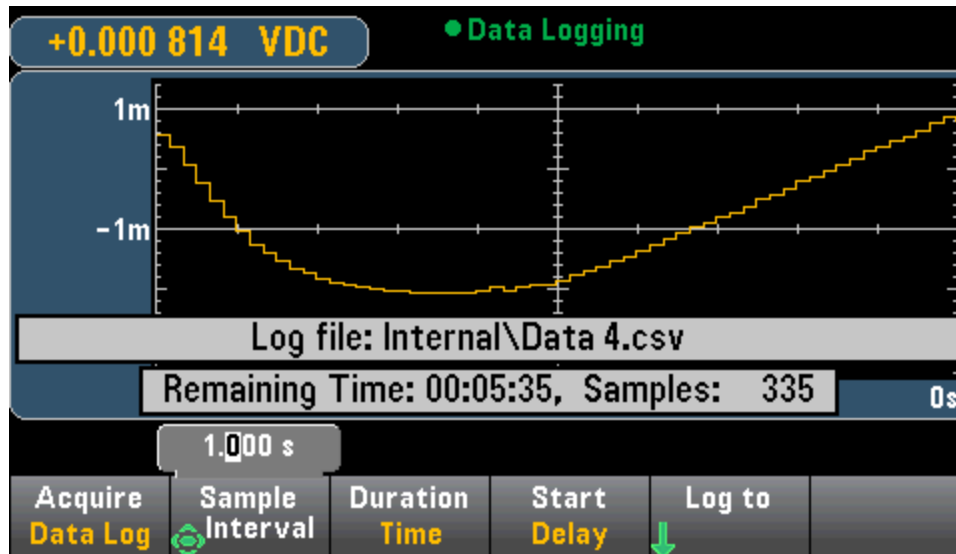 +0.000 814 VDC
Data Logging
1m
-1m
Log file: Internal\Data 4.csv
Remaining Time: 00:05:35, Samples: 335
0s
1.000 s
Acquire
Data Log
Sample
Interval
Duration
Time
Start
Delay
Log to